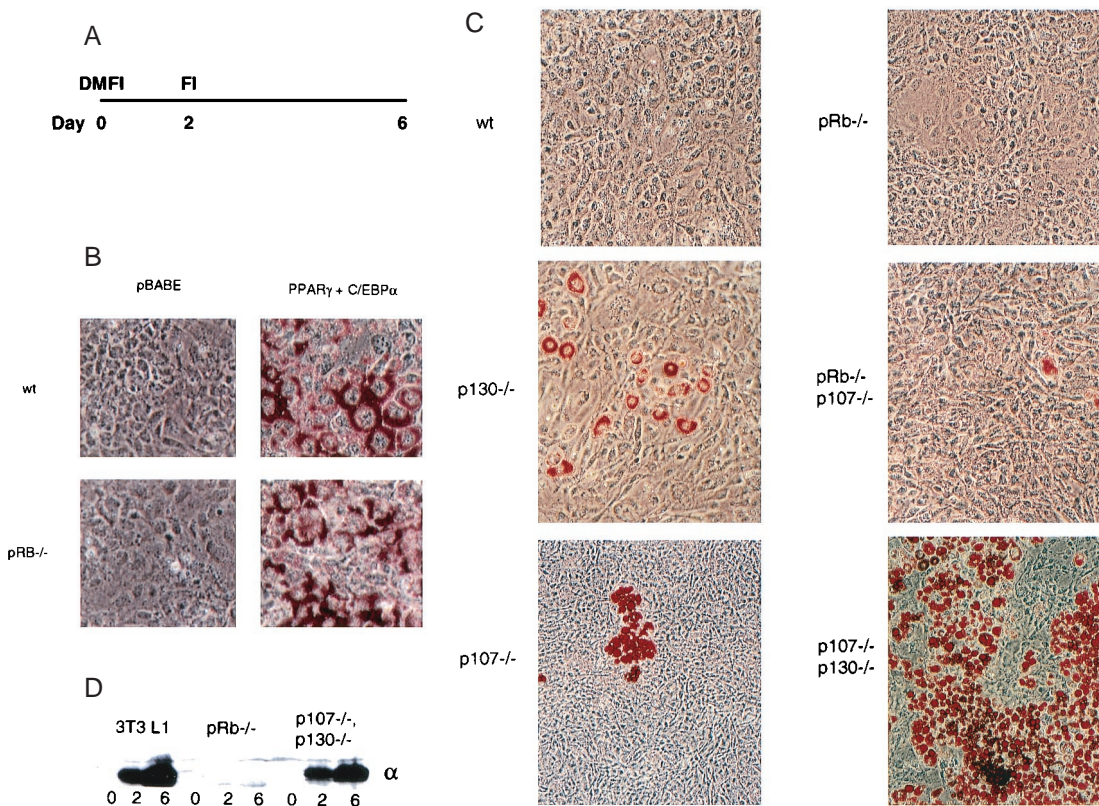 A
DMFI FI
Day 0 2 6
B
pBABE PPARγ + C/EBPα
wt
pRB-/-
C
wt
pRb-/-
p130-/-
pRb-/-
p107-/-
p107-/-
p107-/-
p130-/-
D
3T3 L1 pRb-/- p107-/-,
p130-/-
α
0 2 6 0 2 6 0 2 6